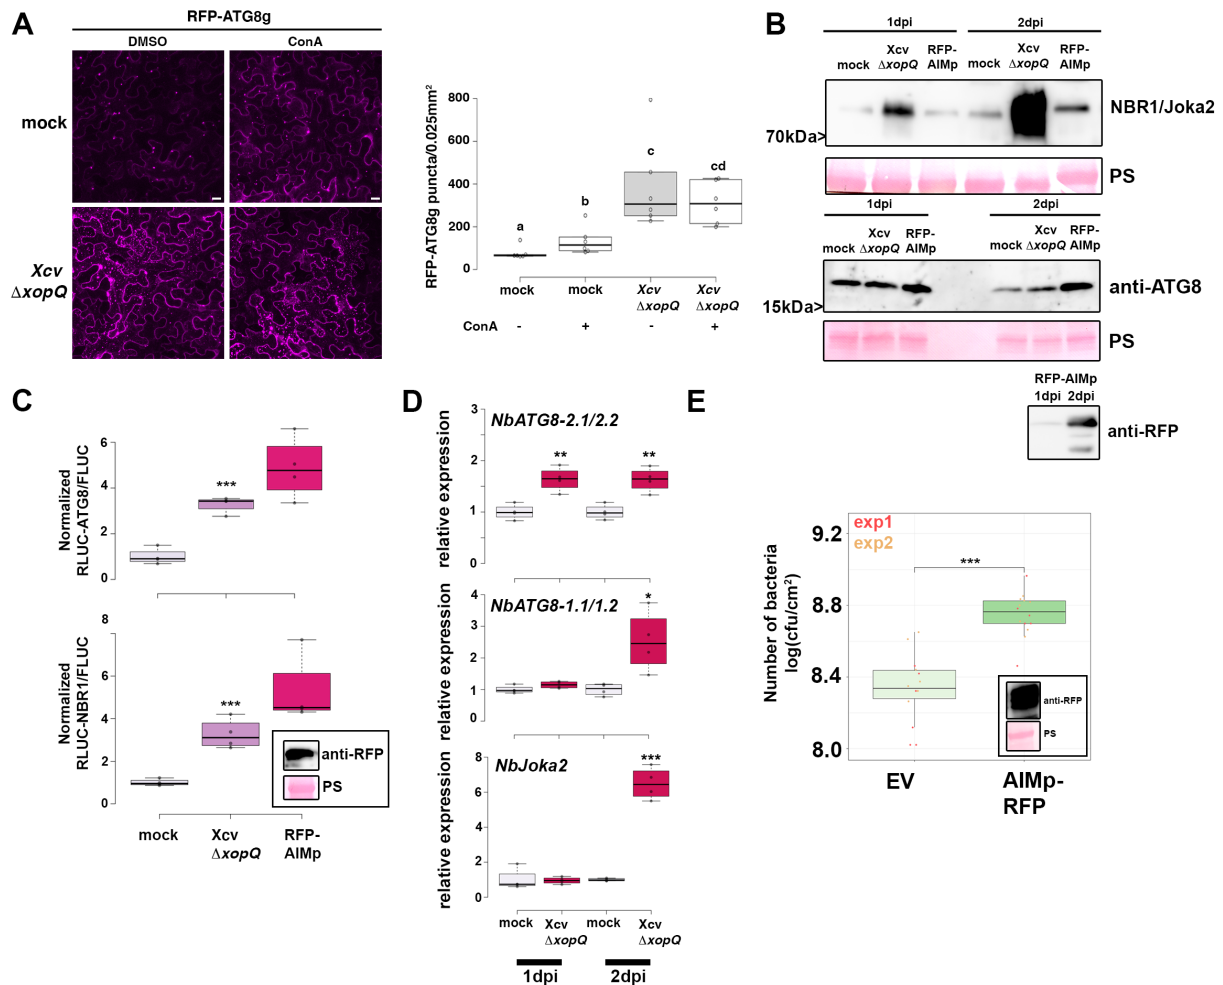 A
RFP-ATG8g
DMSO
ConA
mock
Xcv
ΔxopQ
RFP-ATG8g puncta/0.025mm²
800
600
400
200
0
a
b
c
cd
mock
mock
Xcv
ΔxopQ
Xcv
ΔxopQ
ConA - + - +
B
1dpi
2dpi
mock
Xcv
ΔxopQ
RFP-
AIMp
mock
Xcv
ΔxopQ
RFP-
AIMp
NBR1/Joka2
70kDa>
PS
1dpi
2dpi
mock
Xcv
ΔxopQ
RFP-
AIMp
mock
Xcv
ΔxopQ
RFP-
AIMp
anti-ATG8
15kDa>
PS
RFP-AIMp
1dpi 2dpi
anti-RFP
C
Normalized
RLUC-ATG8/FLUC
6
4
2
0
***
Normalized
RLUC-NBR1/FLUC
8
6
4
2
0
***
anti-RFP
PS
mock
Xcv
ΔxopQ
RFP-
AIMp
D
relative expression
3
2
1
0
NbATG8-2.1/2.2
**
**
relative expression
4
3
2
1
0
NbATG8-1.1/1.2
*
relative expression
8
6
4
2
0
NbJoka2
***
mock
Xcv
ΔxopQ
mock
Xcv
ΔxopQ
1dpi
2dpi
E
Number of bacteria
log(cfu/cm²)
9.2
8.8
8.4
8.0
exp1
exp2
***
anti-RFP
PS
EV
AIMp-
RFP